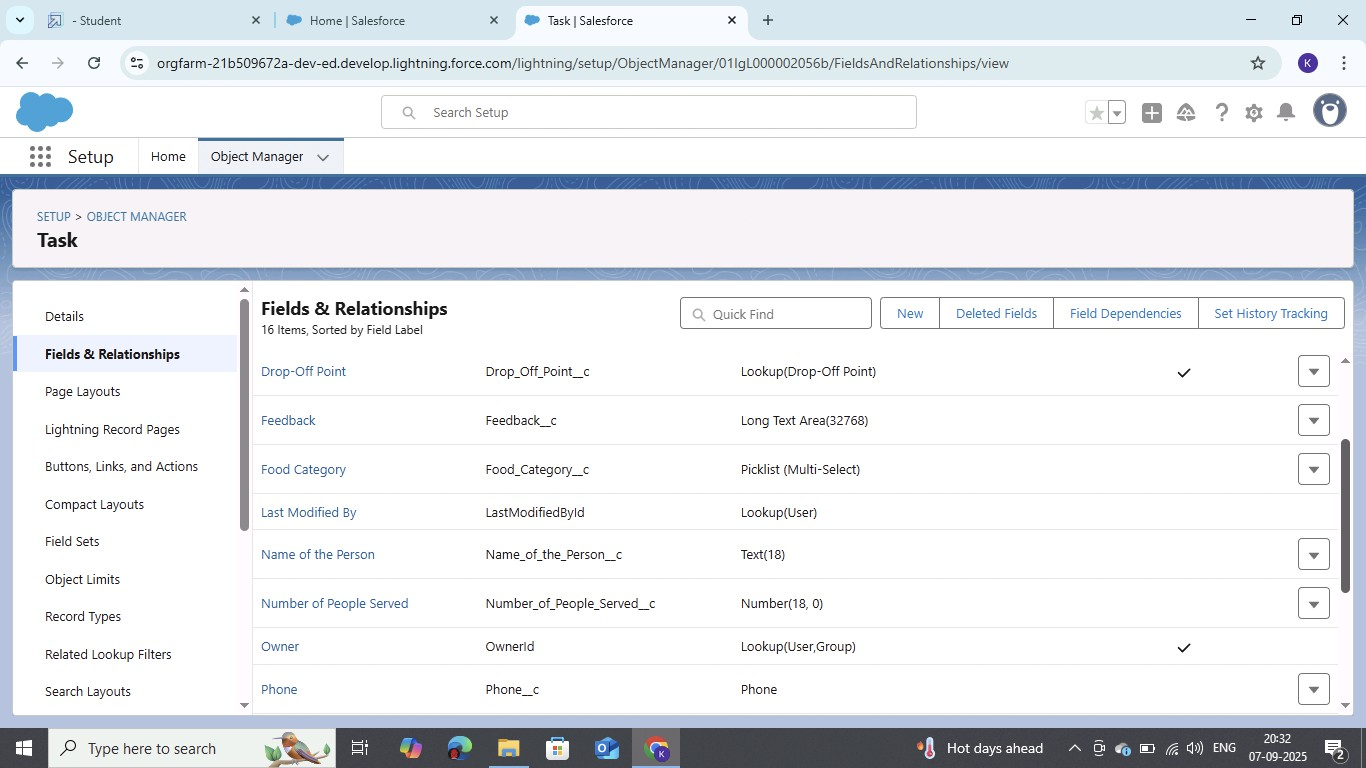 - Student
Home | Salesforce
Task | Salesforce
orgfarm-21b509672a-dev-ed.develop.lightning.force.com/lightning/setup/ObjectManager/01IgL000002056b/FieldsAndRelationships/view
K
Search Setup
Setup
Home
Object Manager
SETUP > OBJECT MANAGER
Task
Details
Fields & Relationships
Page Layouts
Lightning Record Pages
Buttons, Links, and Actions
Compact Layouts
Field Sets
Object Limits
Record Types
Related Lookup Filters
Search Layouts
Fields & Relationships
16 Items, Sorted by Field Label
Quick Find
New
Deleted Fields
Field Dependencies
Set History Tracking
Drop-Off Point Drop_Off_Point__c Lookup(Drop-Off Point)
Feedback Feedback__c Long Text Area(32768)
Food Category Food_Category__c Picklist (Multi-Select)
Last Modified By LastModifiedById Lookup(User)
Name of the Person Name_of_the_Person__c Text(18)
Number of People Served Number_of_People_Served__c Number(18, 0)
Owner OwnerId Lookup(User,Group)
Phone Phone__c Phone
Type here to search
K
Hot days ahead
ENG
20:32
07-09-2025
2